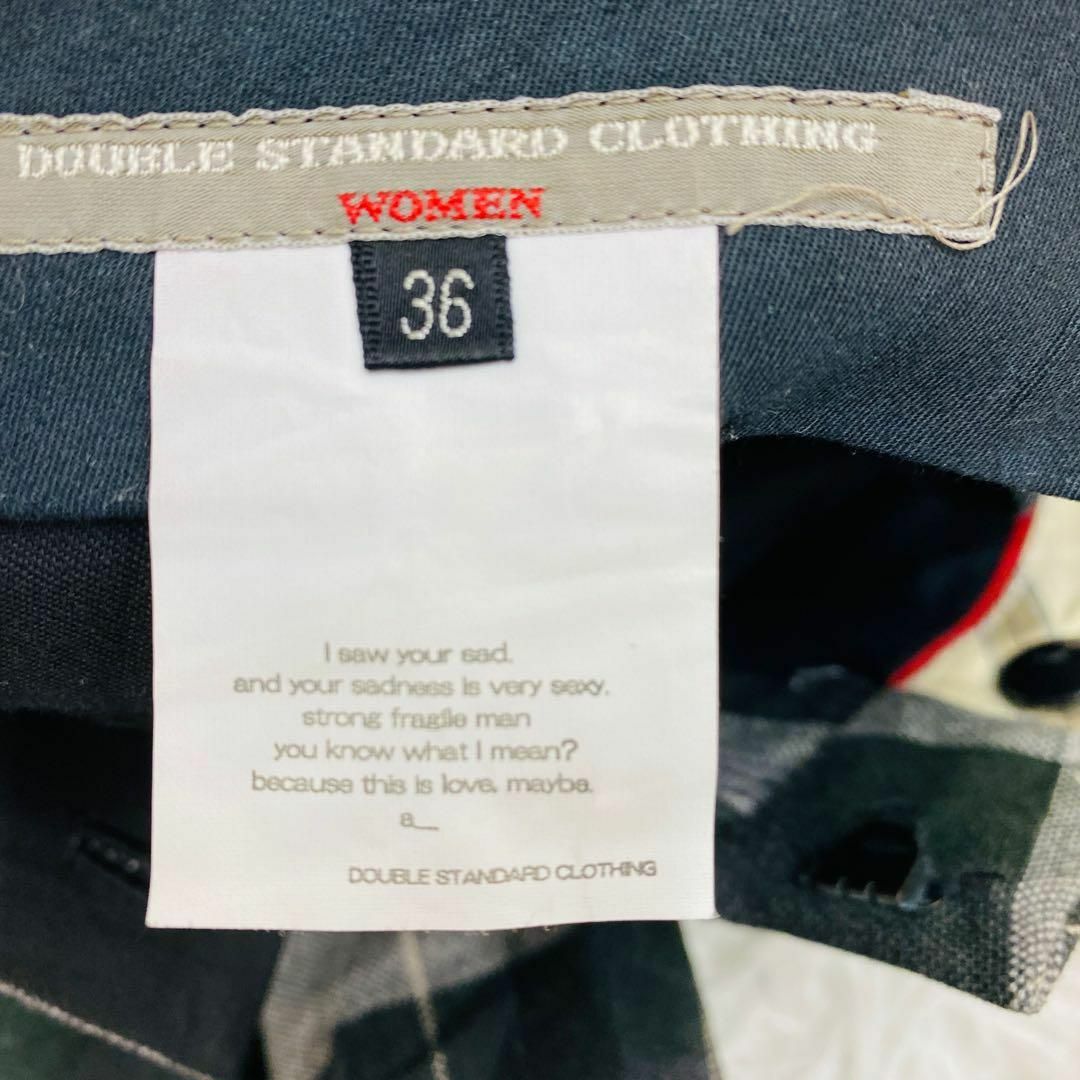 DOUBLE STANDARD CLOTHING
WOMEN
36
I saw your sad.
and your sadness is very sexy.
strong fragile man
you know what I mean?
because this is love. maybe.
a__
DOUBLE STANDARD CLOTHING